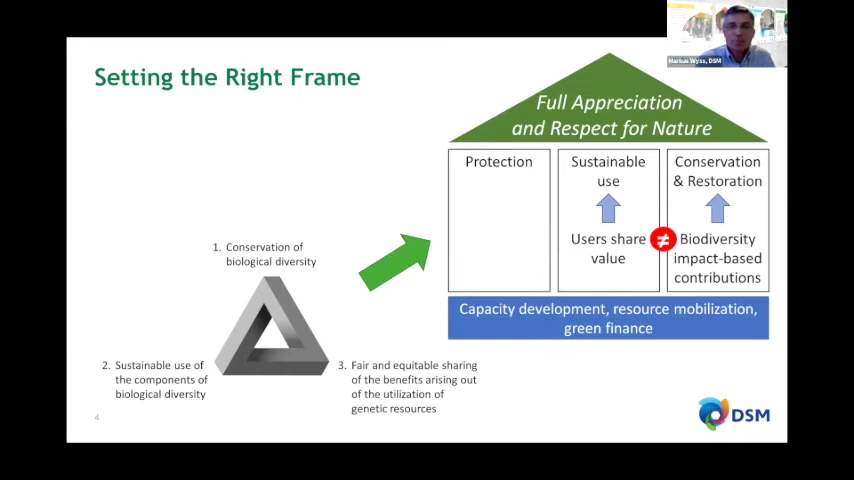 Markus Wyss, DSM
Setting the Right Frame
Full Appreciation
and Respect for Nature
Protection
Sustainable
use
Users share
value
≠
Conservation
& Restoration
Biodiversity
impact-based
contributions
Capacity development, resource mobilization,
green finance
1. Conservation of
biological diversity
2. Sustainable use of
the components of
biological diversity
3. Fair and equitable sharing
of the benefits arising out
of the utilization of
genetic resources
4
DSM